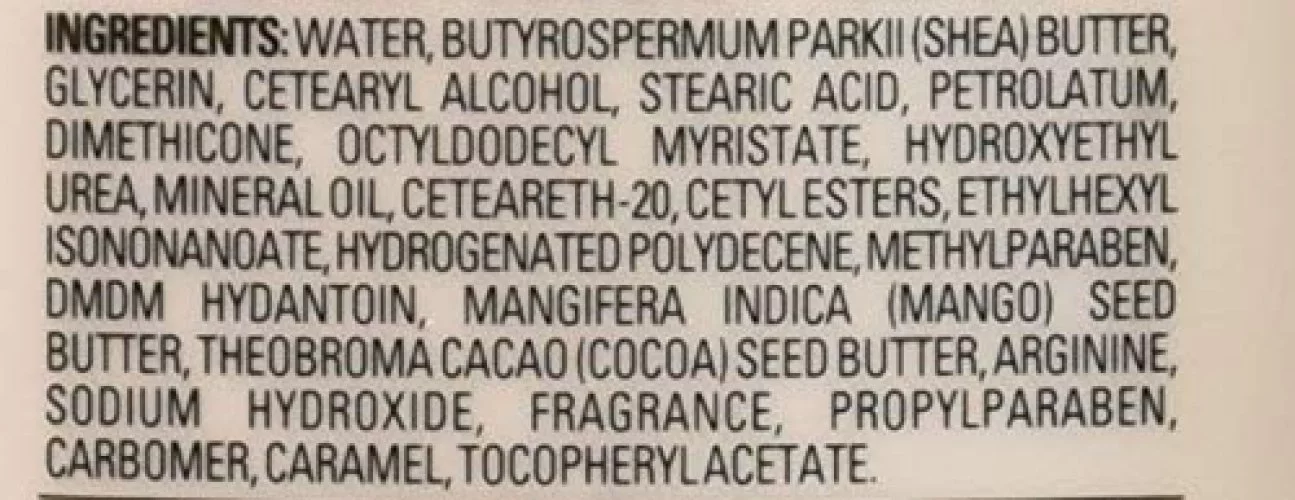 INGREDIENTS: WATER, BUTYROSPERMUM PARKII (SHEA) BUTTER,
GLYCERIN, CETEARYL ALCOHOL, STEARIC ACID, PETROLATUM,
DIMETHICONE, OCTYLDODECYL MYRISTATE, HYDROXYETHYL
UREA, MINERAL OIL, CETEARETH-20, CETYL ESTERS, ETHYLHEXYL
ISONONANOATE, HYDROGENATED POLYDECENE, METHYLPARABEN,
DMDM HYDANTOIN, MANGIFERA INDICA (MANGO) SEED
BUTTER, THEOBROMA CACAO (COCOA) SEED BUTTER, ARGININE,
SODIUM HYDROXIDE, FRAGRANCE, PROPYLPARABEN,
CARBOMER, CARAMEL, TOCOPHERYL ACETATE.